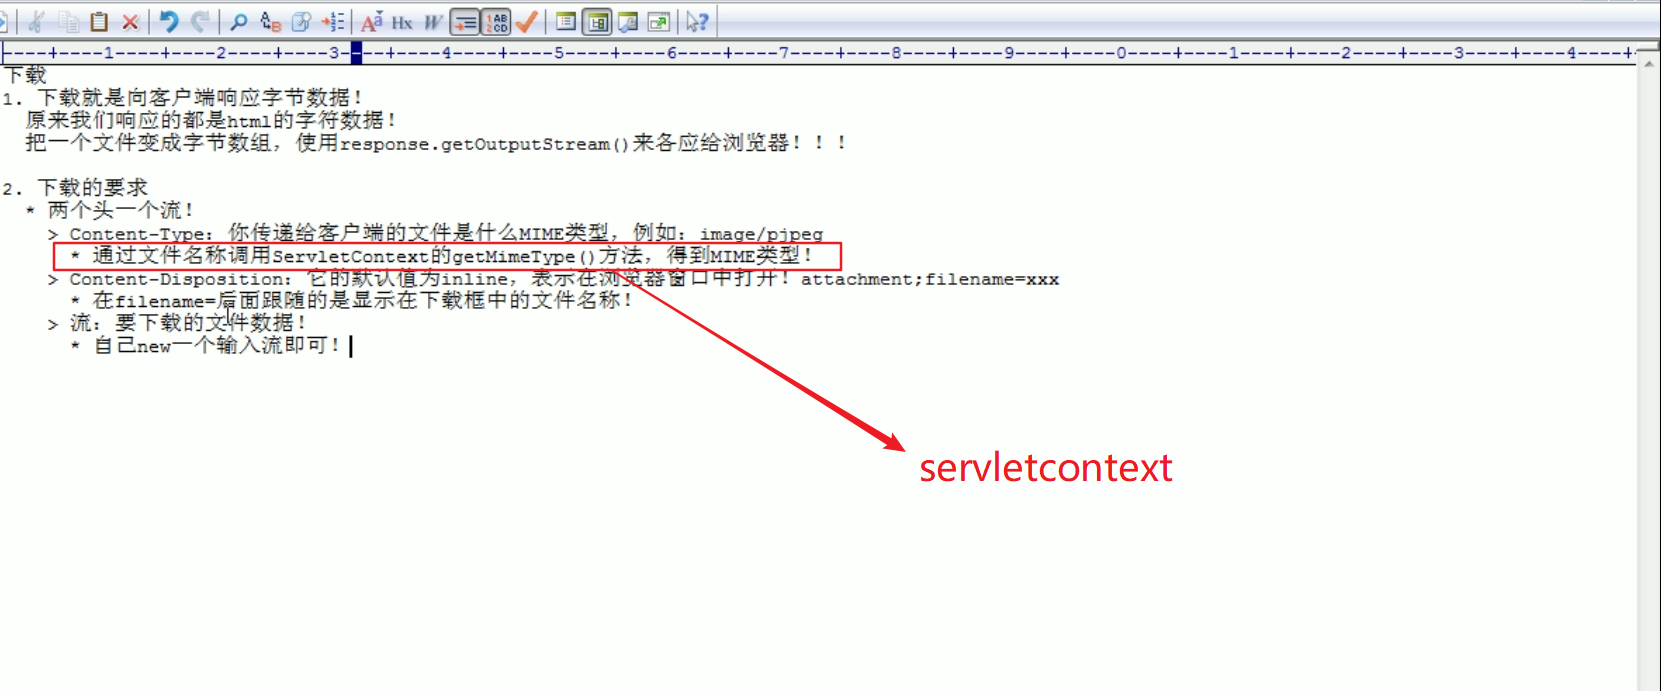 ----+----1----+----2----+----3----+----4----+----5----+----6----+----7----+----8----+----9----+----0----+----1----+----2----+----3----+----4----+
下载
1. 下载就是向客户端响应字节数据！
原来我们响应的都是html的字符数据！
把一个文件变成字节数组，使用response.getOutputStream()来各应给浏览器！！！
2. 下载的要求
* 两个头一个流！
> Content-Type：你传递给客户端的文件是什么MIME类型，例如：image/pjpeg
* 通过文件名称调用ServletContext的getMimeType()方法，得到MIME类型！
> Content-Disposition：它的默认值为inline，表示在浏览器窗口中打开！attachment;filename=xxx
* 在filename=后面跟随的是显示在下载框中的文件名称！
> 流：要下载的文件数据！
* 自己new一个输入流即可！
servletcontext